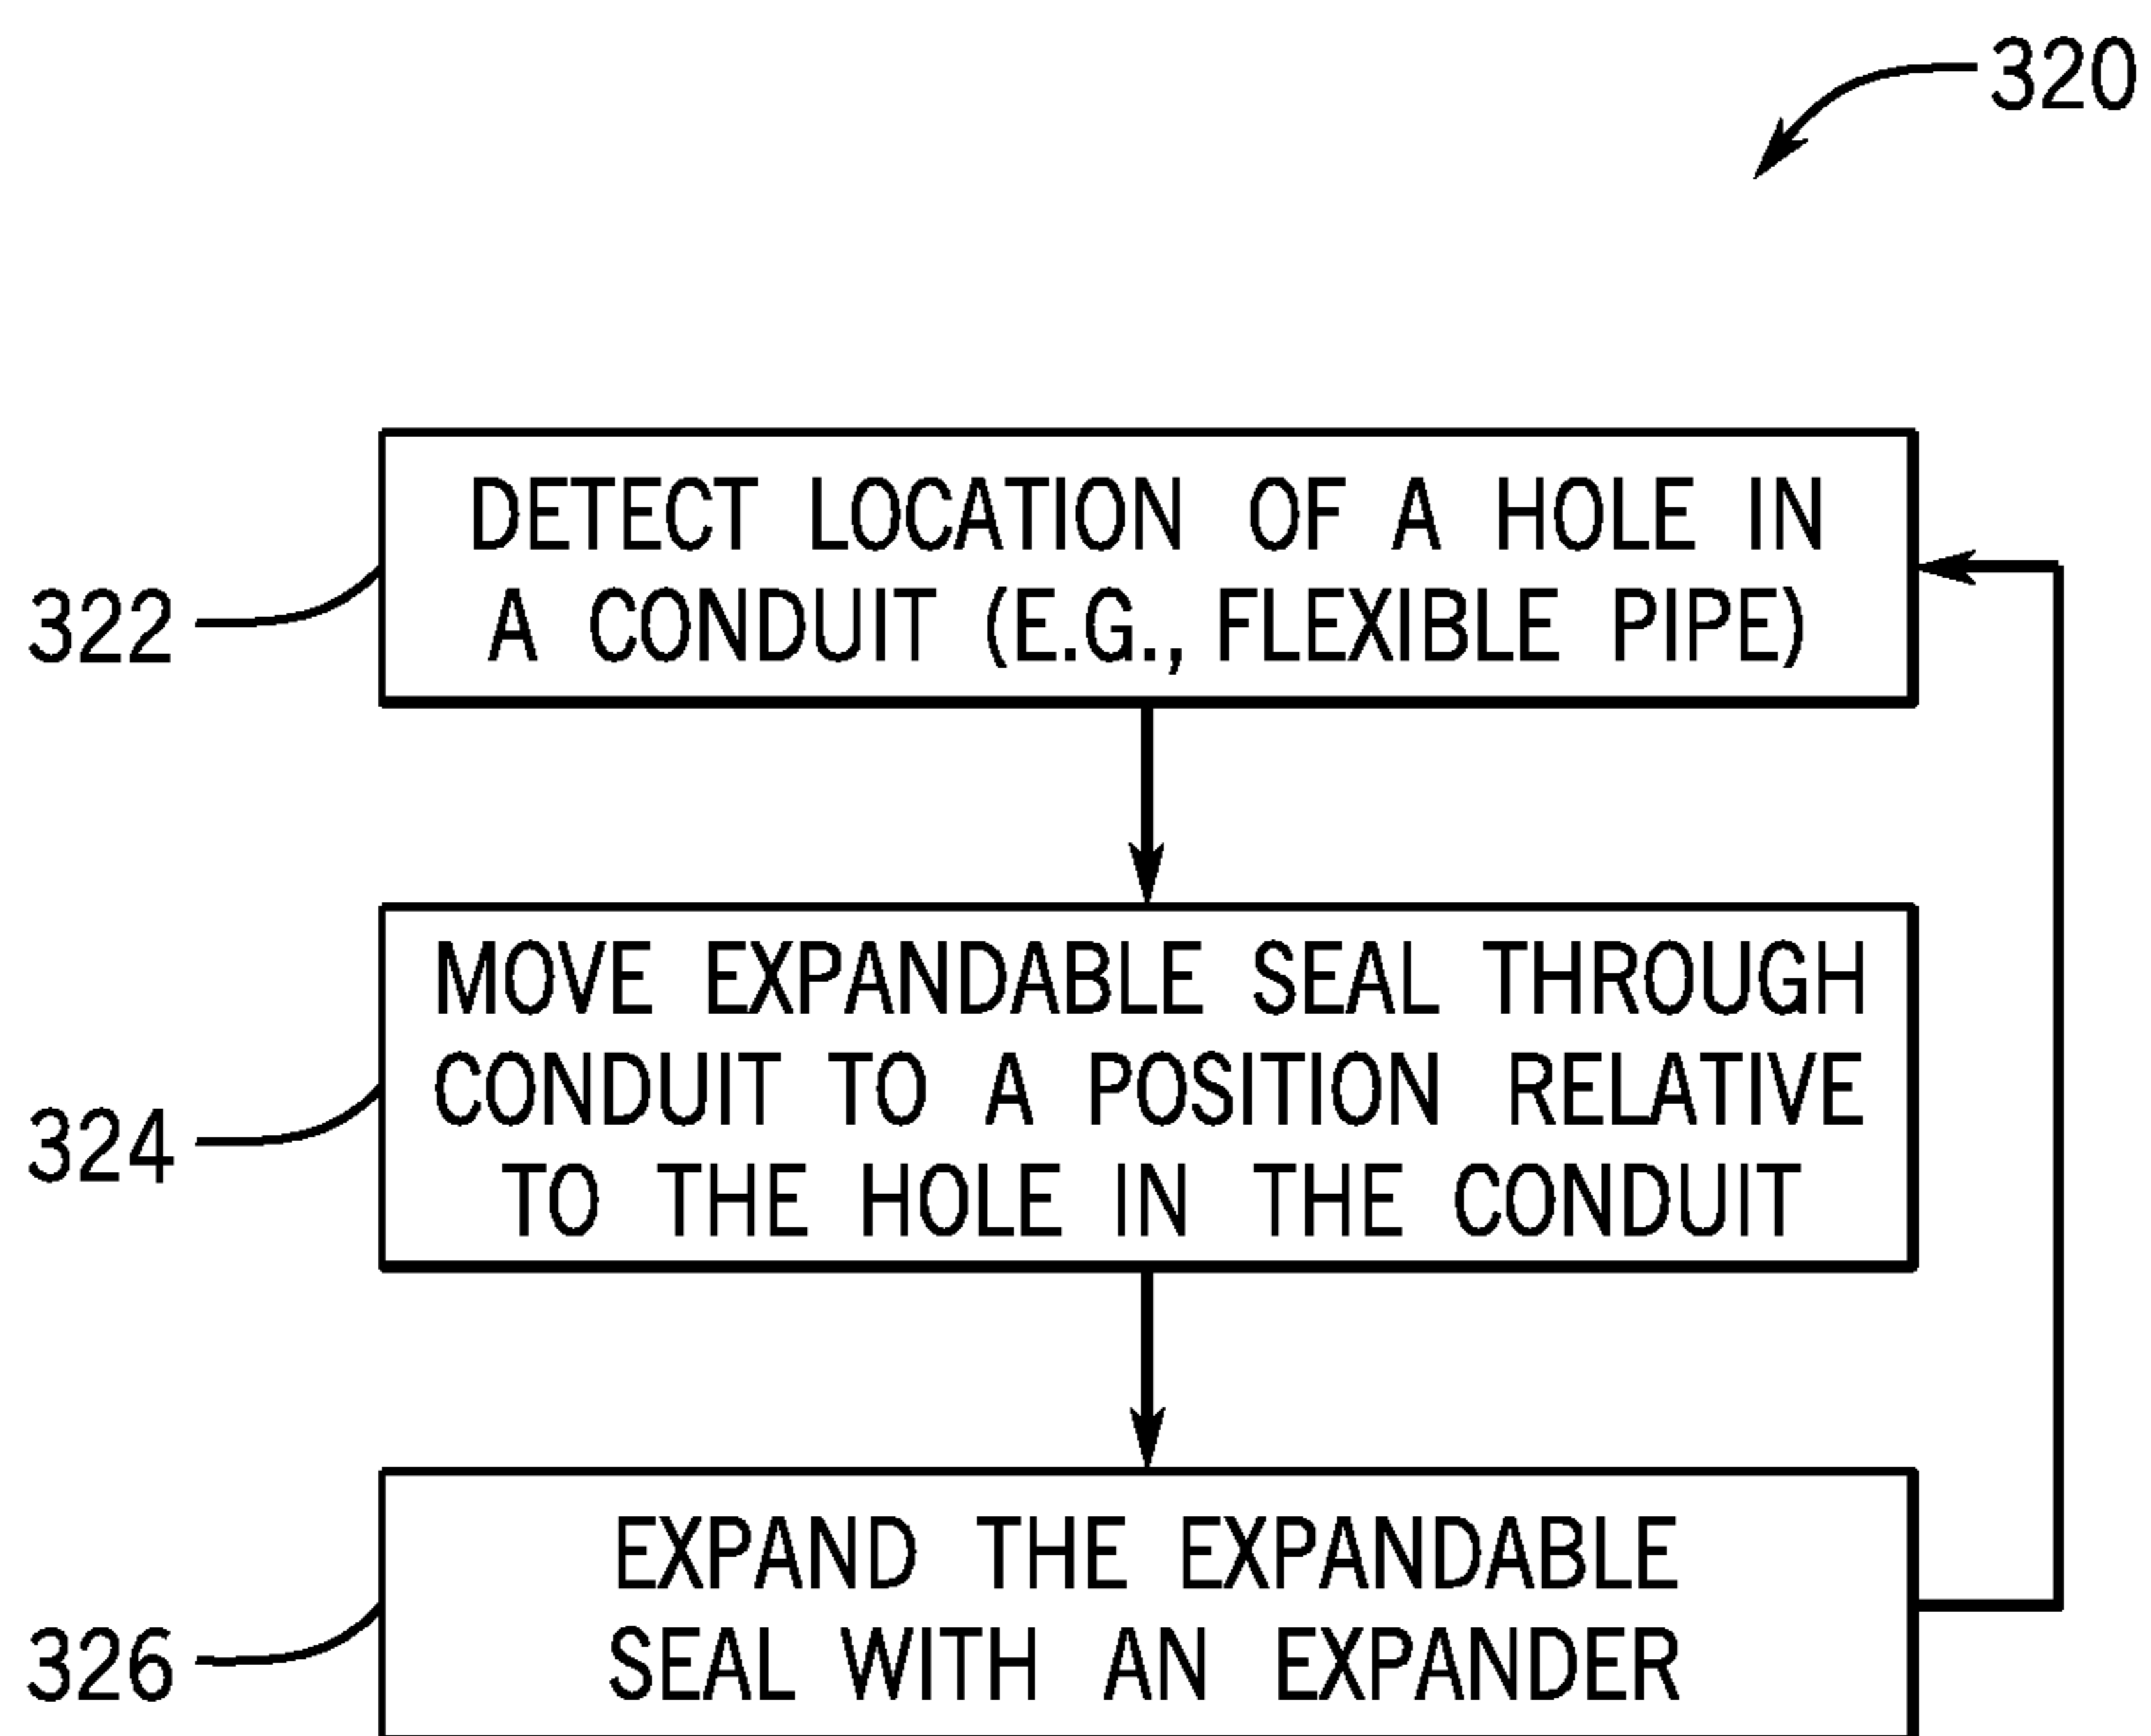 320
DETECT LOCATION OF A HOLE IN
A CONDUIT (E.G., FLEXIBLE PIPE)
322
MOVE EXPANDABLE SEAL THROUGH
CONDUIT TO A POSITION RELATIVE
TO THE HOLE IN THE CONDUIT
324
EXPAND THE EXPANDABLE
SEAL WITH AN EXPANDER
326